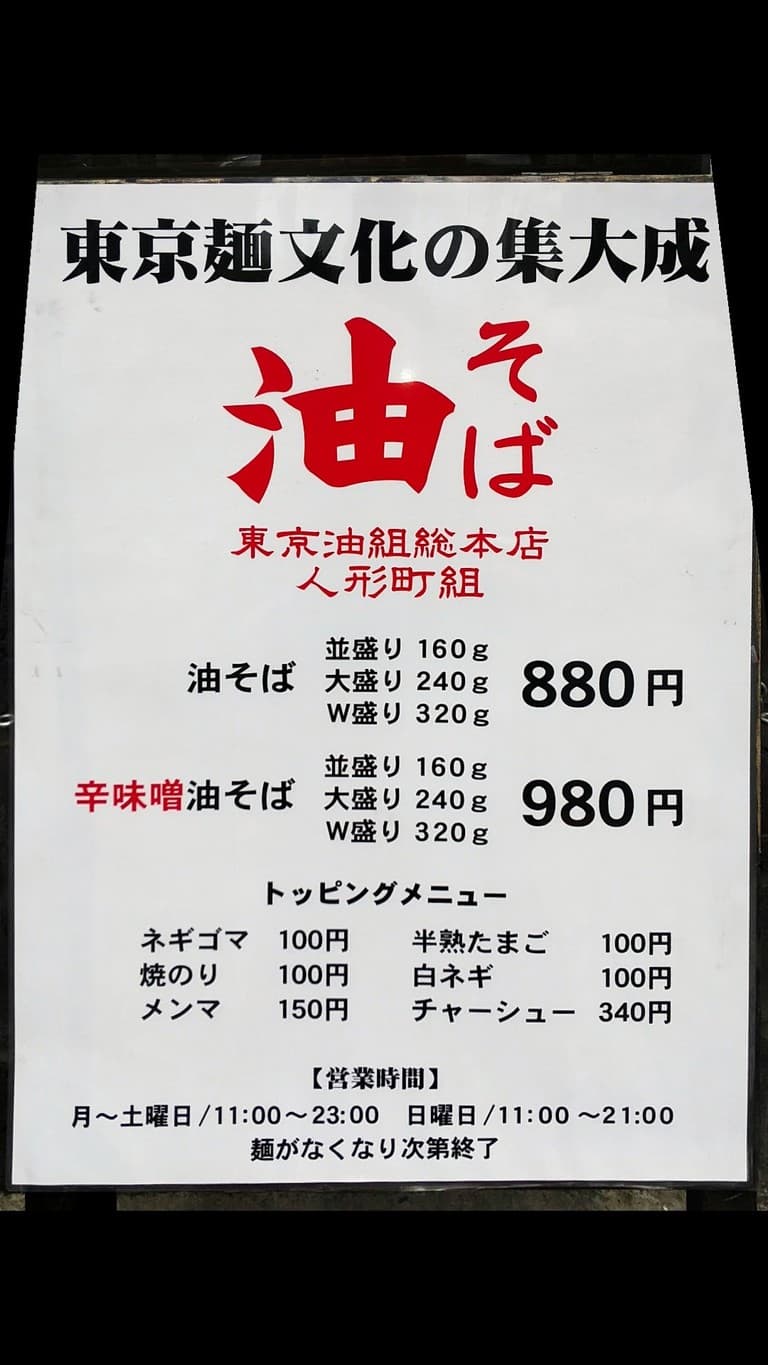 東京麺文化の集大成
油そば
東京油組総本店
人形町組
油そば 並盛り 160g 大盛り 240g W盛り 320g 880円
辛味噌油そば 並盛り 160g 大盛り 240g W盛り 320g 980円
トッピングメニュー
ネギゴマ 100円 半熟たまご 100円
焼のり 100円 白ネギ 100円
メンマ 150円 チャーシュー 340円
【営業時間】
月～土曜日/11:00～23:00 日曜日/11:00～21:00
麺がなくなり次第終了